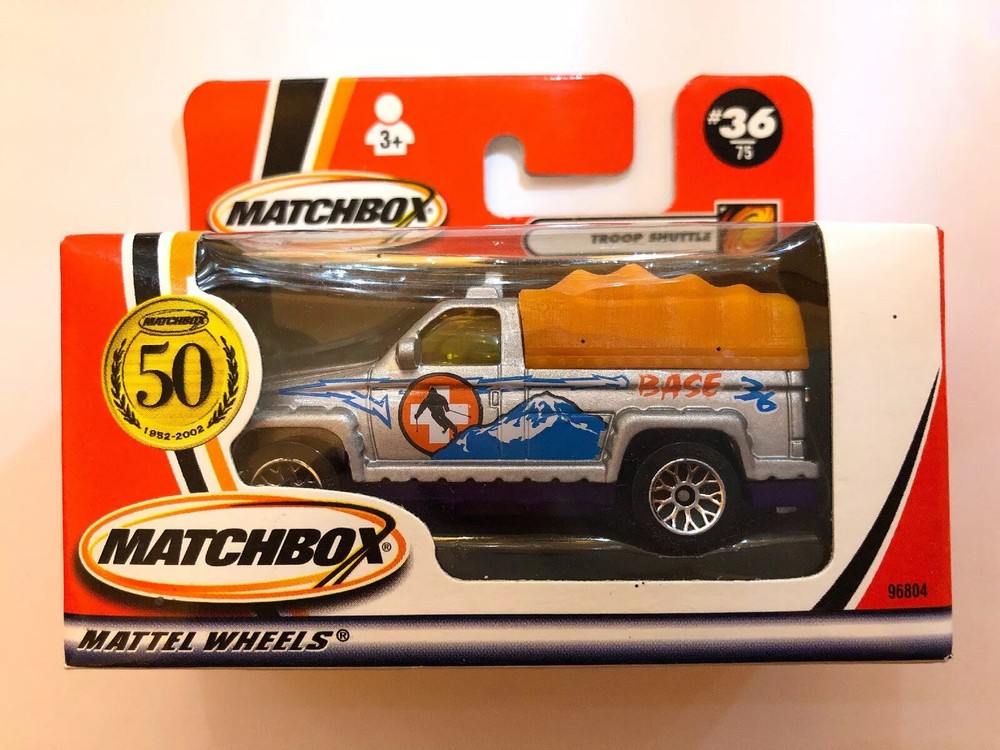 3+
#36
75
MATCHBOX
TROOP SHUTTLE
MATCHBOX
50
1952-2002
BASE 36
MATCHBOX®
96804
MATTEL WHEELS®